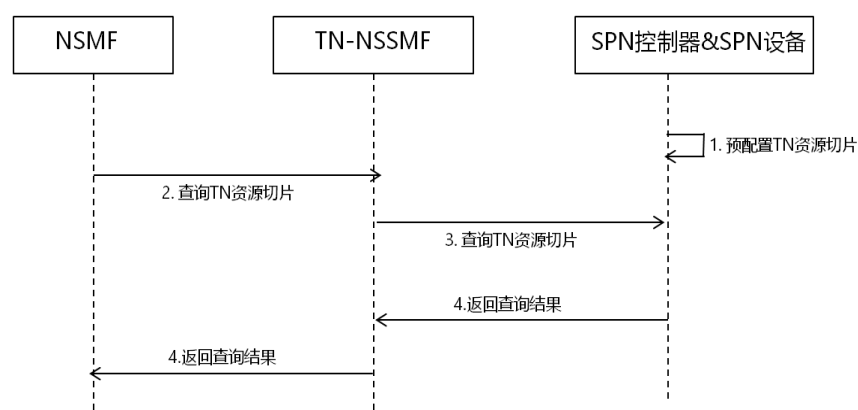 NSMF
TN-NSSMF
SPN控制器&SPN设备
1. 预配置TN资源切片
2. 查询TN资源切片
3. 查询TN资源切片
4.返回查询结果
4.返回查询结果